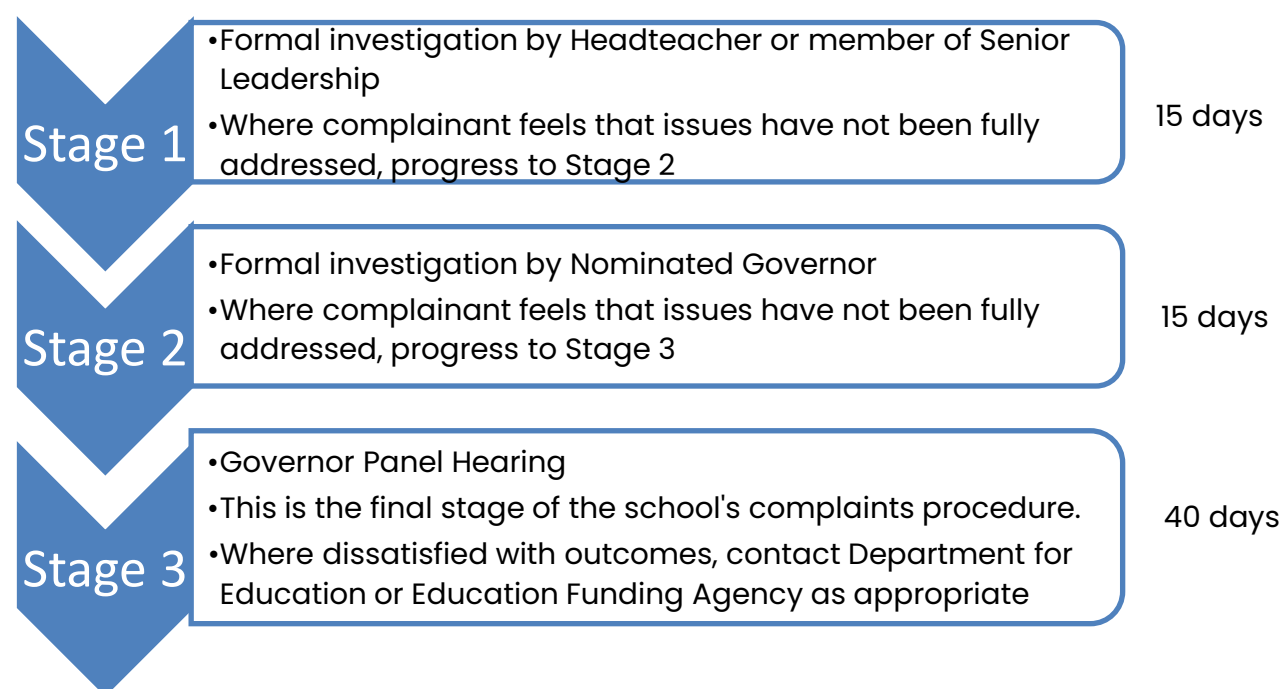 Stage 1
•Formal investigation by Headteacher or member of Senior
Leadership
•Where complainant feels that issues have not been fully
addressed, progress to Stage 2
15 days
Stage 2
•Formal investigation by Nominated Governor
•Where complainant feels that issues have not been fully
addressed, progress to Stage 3
15 days
Stage 3
•Governor Panel Hearing
•This is the final stage of the school's complaints procedure.
•Where dissatisfied with outcomes, contact Department for
Education or Education Funding Agency as appropriate
40 days